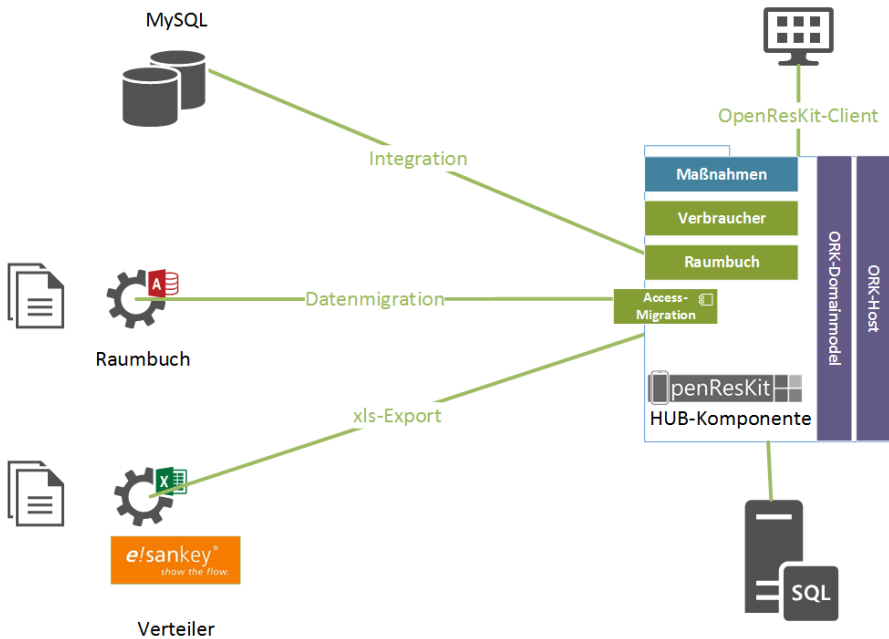 MySQL
OpenResKit-Client
Integration
Maßnahmen
Verbraucher
Raumbuch
ORK-Domainmodel
ORK-Host
A
Datenmigration
Access-
Migration
Raumbuch
penResKit
HUB-Komponente
xls-Export
X
e!sankey®
show the flow.
SQL
Verteiler